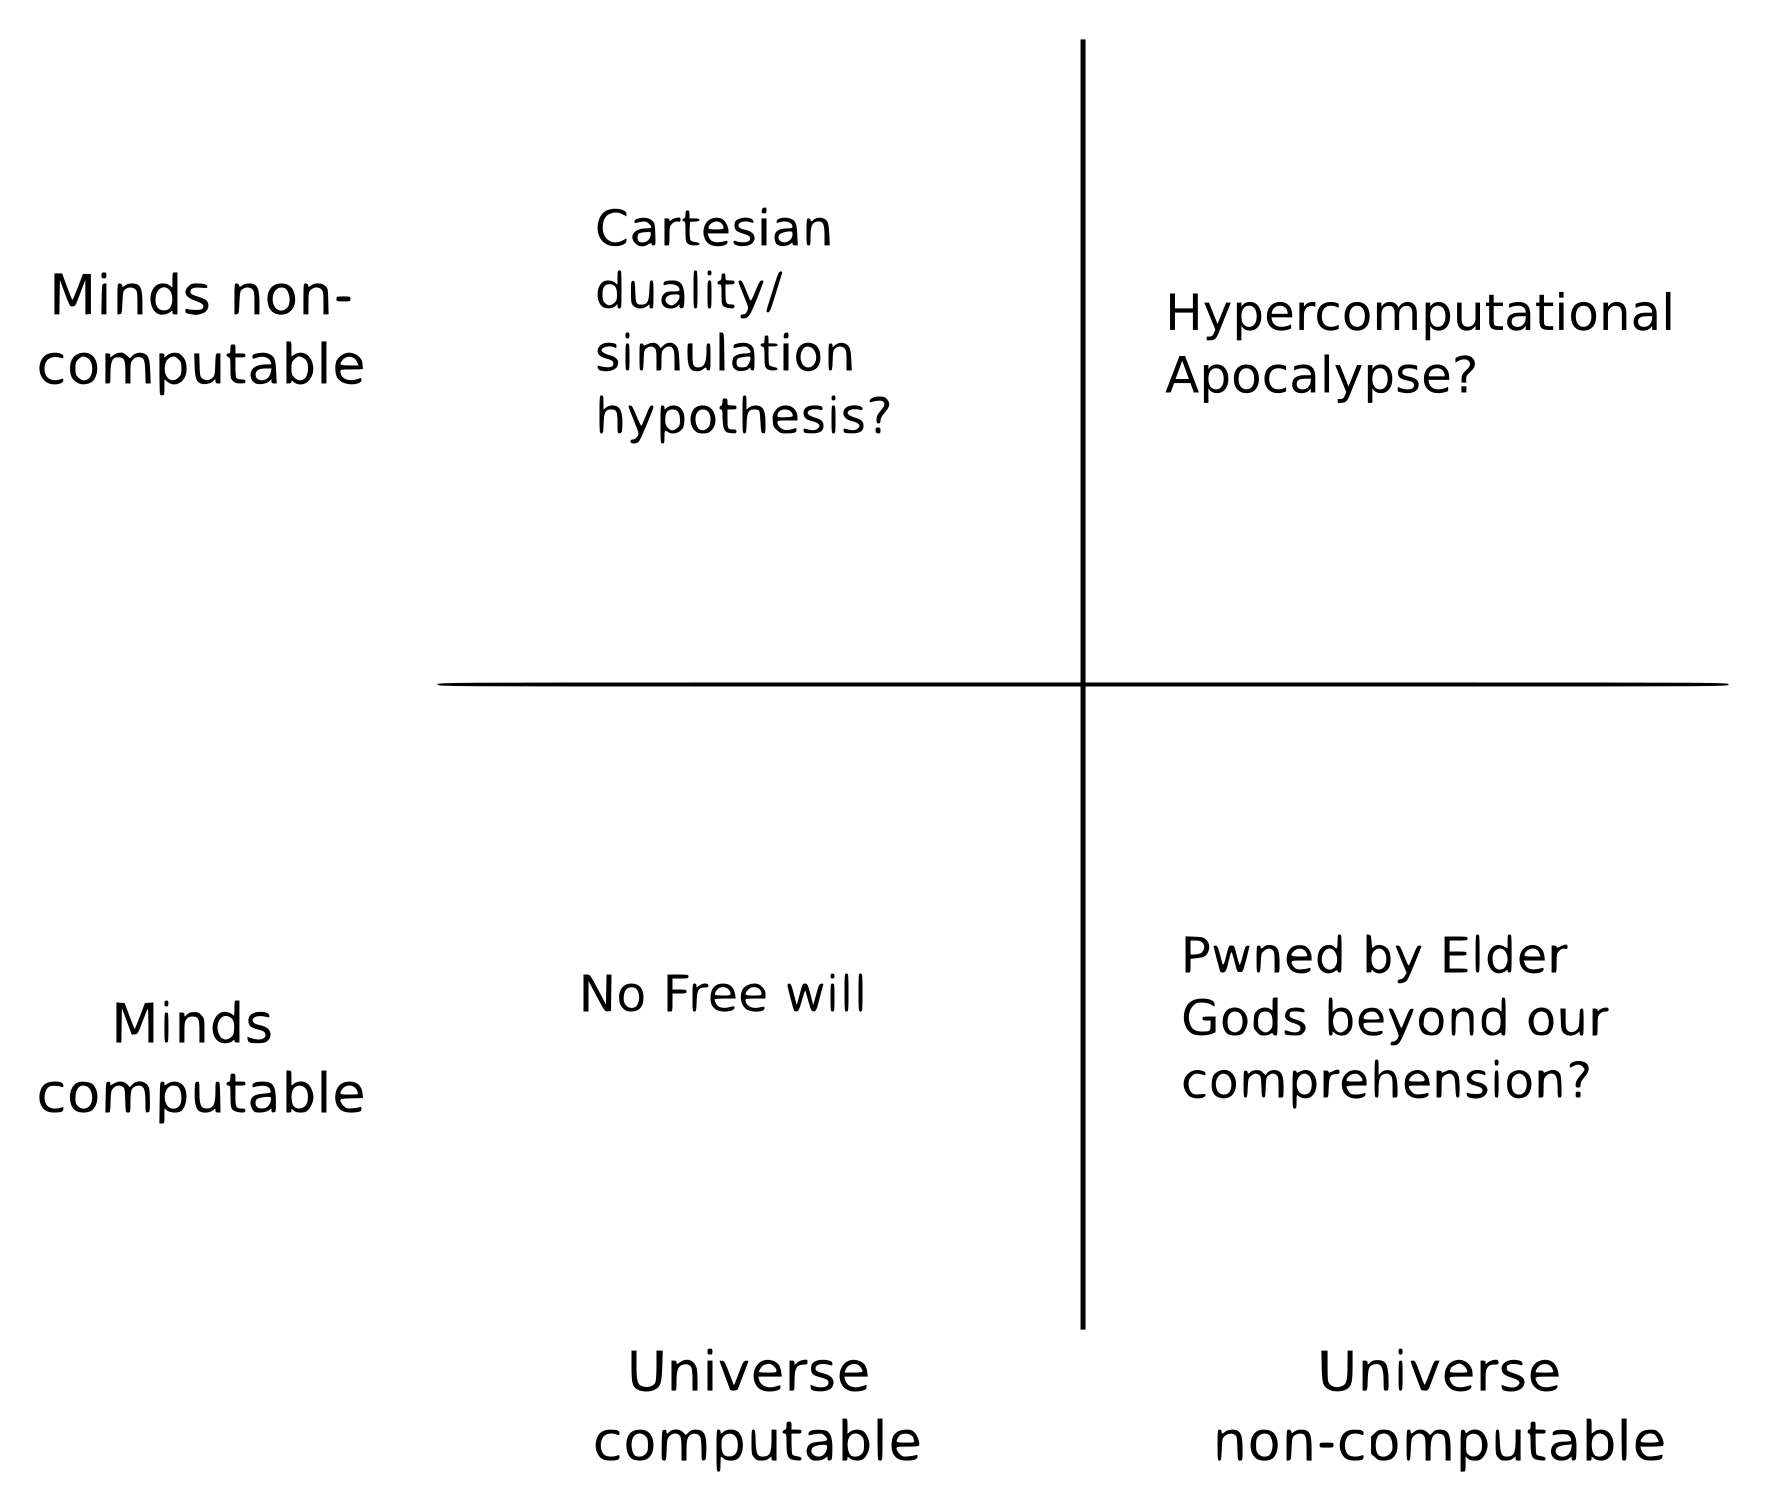 Cartesian
duality/
simulation
hypothesis?
Minds non-
computable
Hypercomputational
Apocalypse?
No Free will
Minds
computable
Pwned by Elder
Gods beyond our
comprehension?
Universe
computable
Universe
non-computable